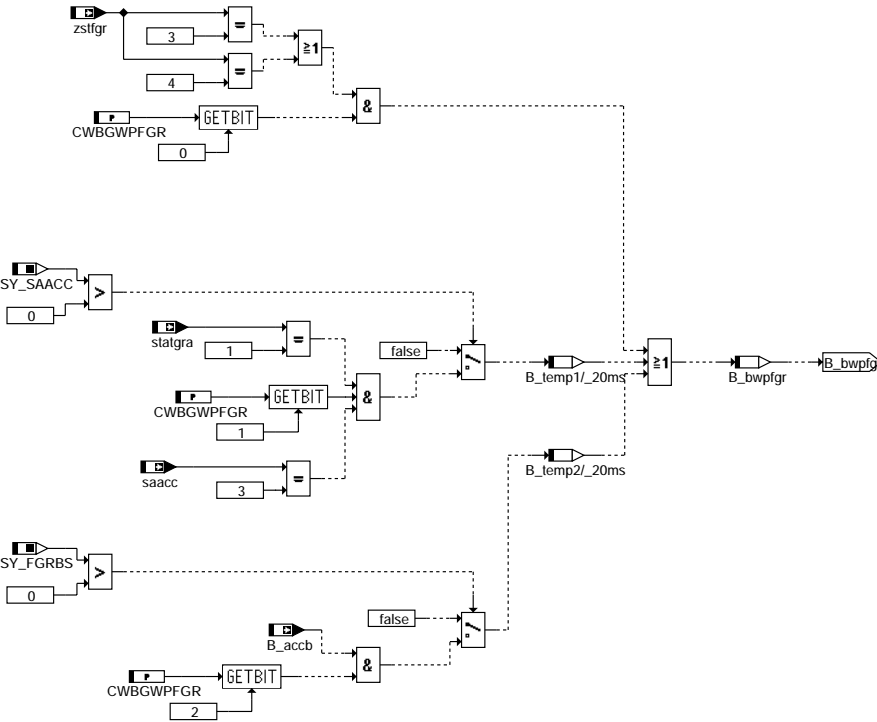 zstfgr
=
3
≥1
=
4
&
P
GETBIT
CWBGWPFGR
0
SY_SAACC
>
0
statgra
=
1
false
B_temp1/_20ms
≥1
B_bwpfgr
B_bwpfg
P
GETBIT
&
CWBGWPFGR
1
saacc
=
3
B_temp2/_20ms
SY_FGRBS
>
0
false
B_accb
&
P
GETBIT
CWBGWPFGR
2